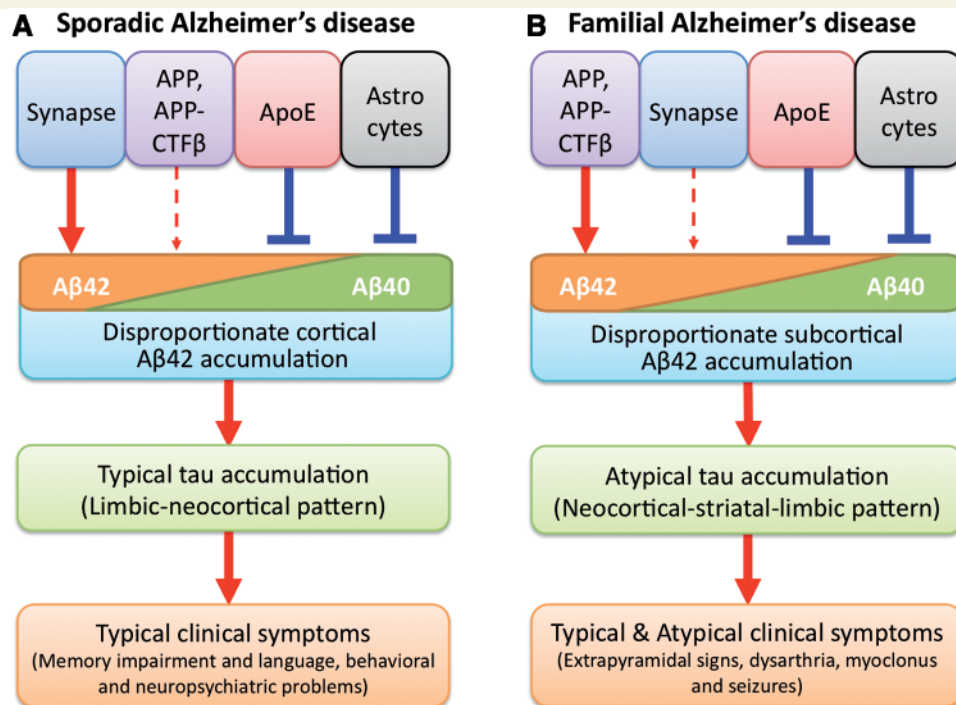 A Sporadic Alzheimer's disease
Synapse
APP,
APP-
CTFβ
ApoE
Astro
cytes
Aβ42
Aβ40
Disproportionate cortical
Aβ42 accumulation
Typical tau accumulation
(Limbic-neocortical pattern)
Typical clinical symptoms
(Memory impairment and language, behavioral
and neuropsychiatric problems)
B Familial Alzheimer's disease
APP,
APP-
CTFβ
Synapse
ApoE
Astro
cytes
Aβ42
Aβ40
Disproportionate subcortical
Aβ42 accumulation
Atypical tau accumulation
(Neocortical-striatal-limbic pattern)
Typical & Atypical clinical symptoms
(Extrapyramidal signs, dysarthria, myoclonus
and seizures)